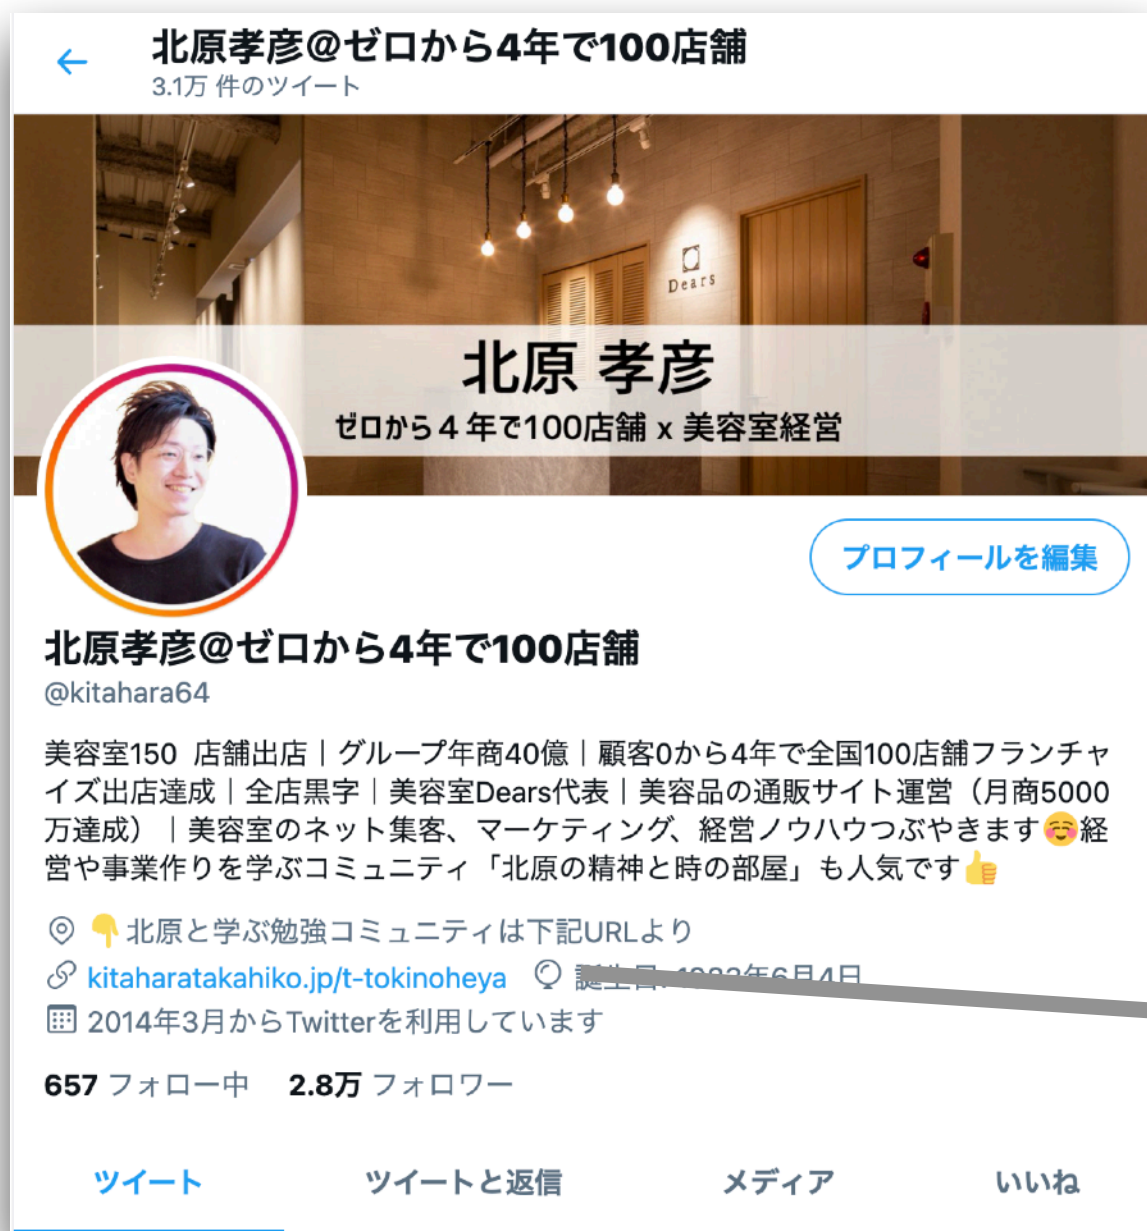 北原孝彦@ゼロから4年で100店舗
3.1万 件のツイート
Dears
北原 孝彦
ゼロから4年で100店舗 x 美容室経営
プロフィールを編集
北原孝彦@ゼロから4年で100店舗
@kitahara64
美容室150 店舗出店｜グループ年商40億｜顧客0から4年で全国100店舗フランチャ
イズ出店達成｜全店黒字｜美容室Dears代表｜美容品の通販サイト運営（月商5000
万達成）｜美容室のネット集客、マーケティング、経営ノウハウつぶやきます☺️経
営や事業作りを学ぶコミュニティ「北原の精神と時の部屋」も人気です👍
👇北原と学ぶ勉強コミュニティは下記URLより
kitaharatakahiko.jp/t-tokinoheya 誕生日: 年6月4日
2014年3月からTwitterを利用しています
657 フォロー中 2.8万 フォロワー
ツイート ツイートと返信 メディア いいね